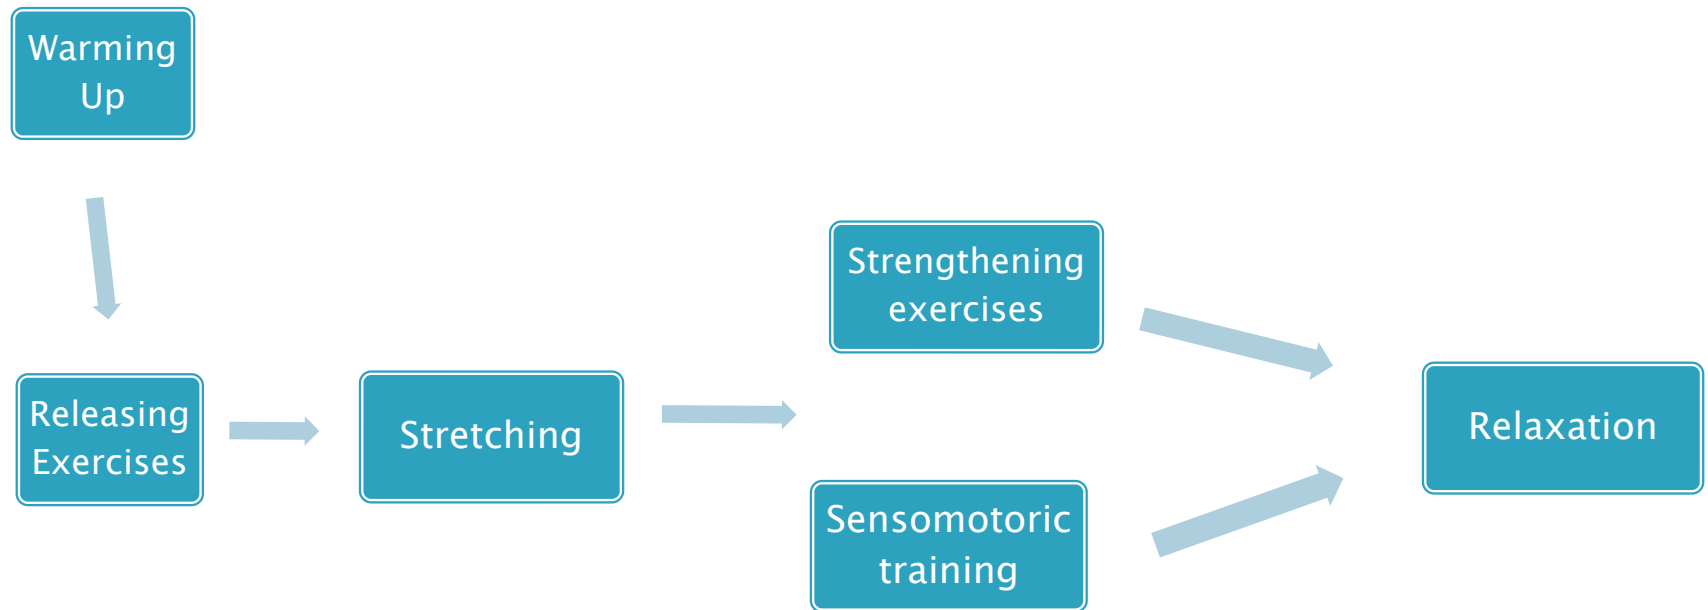 Warming
Up
Releasing
Exercises
Stretching
Strengthening
exercises
Sensomotoric
training
Relaxation